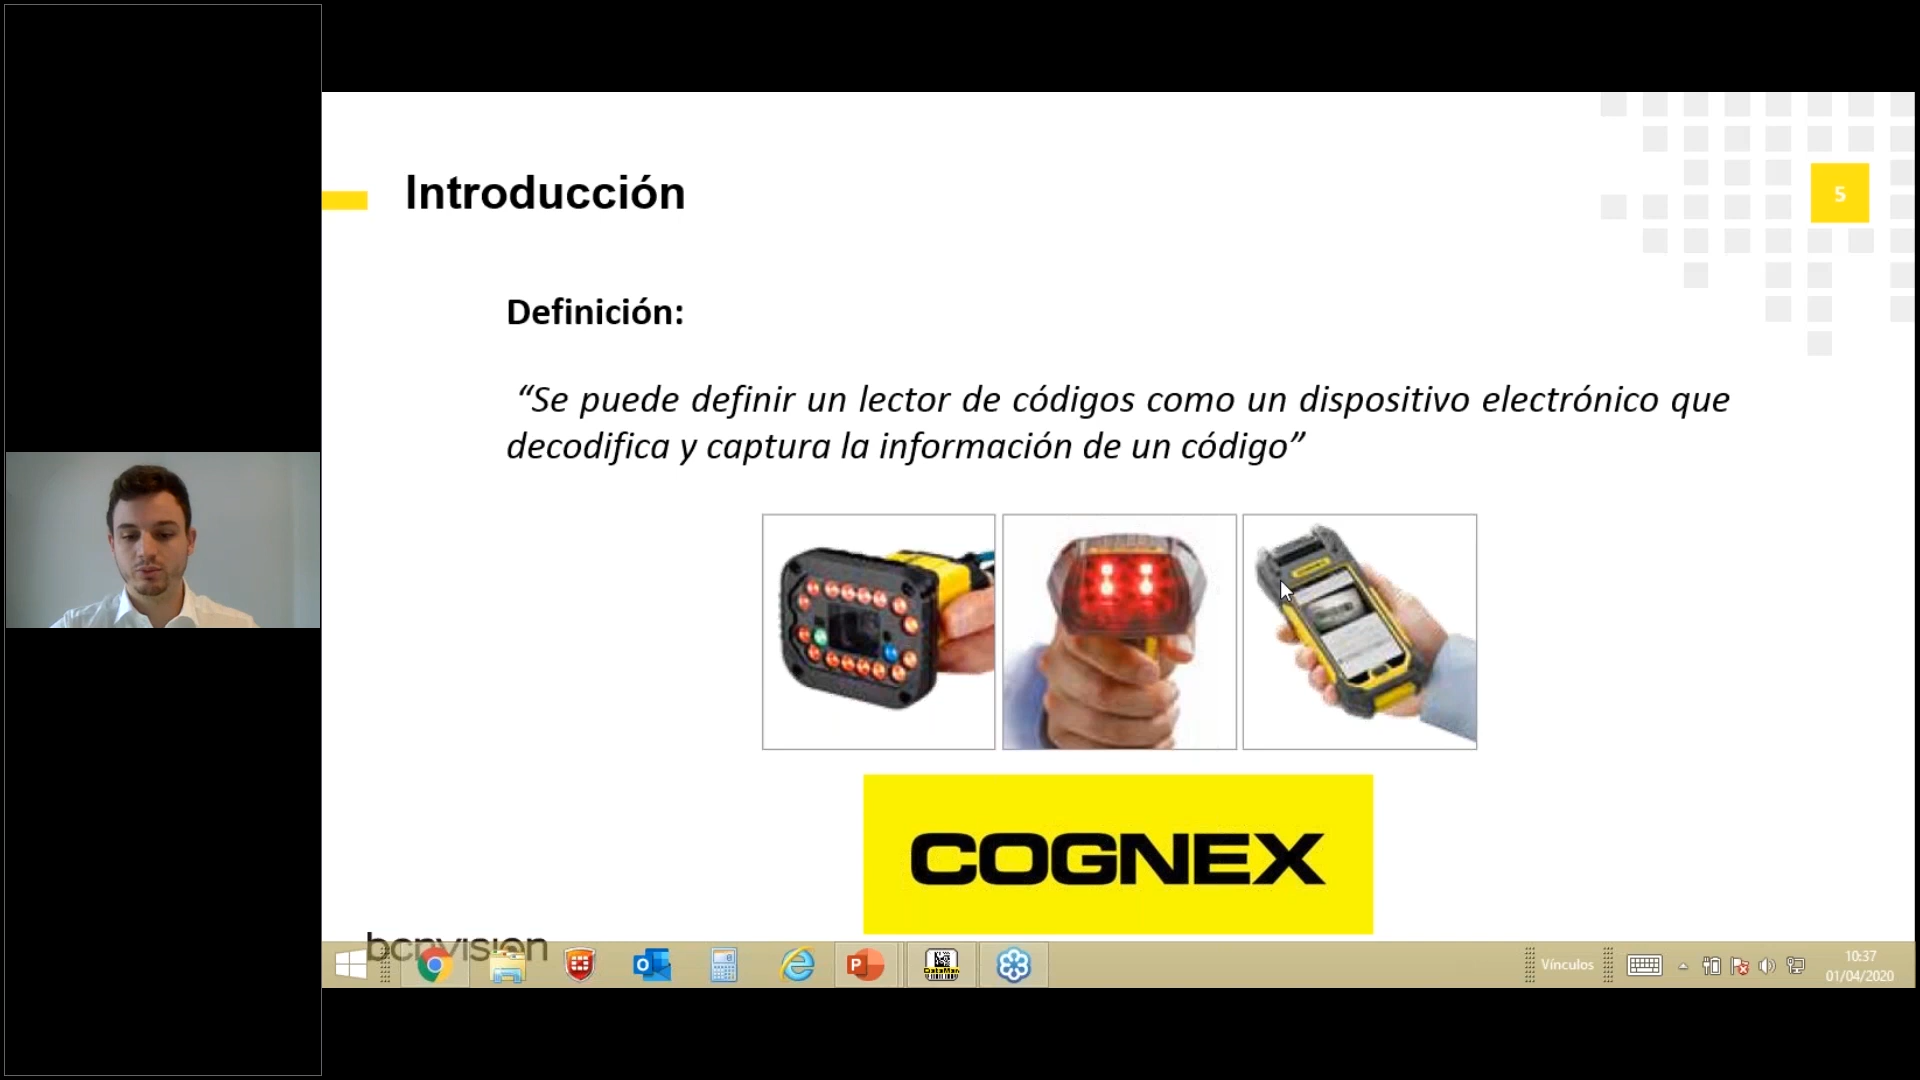 Introducción
5
Definición:
“Se puede definir un lector de códigos como un dispositivo electrónico que
decodifica y captura la información de un código”
COGNEX
bcnvision
DataMan
Vínculos
10:37
01/04/2020